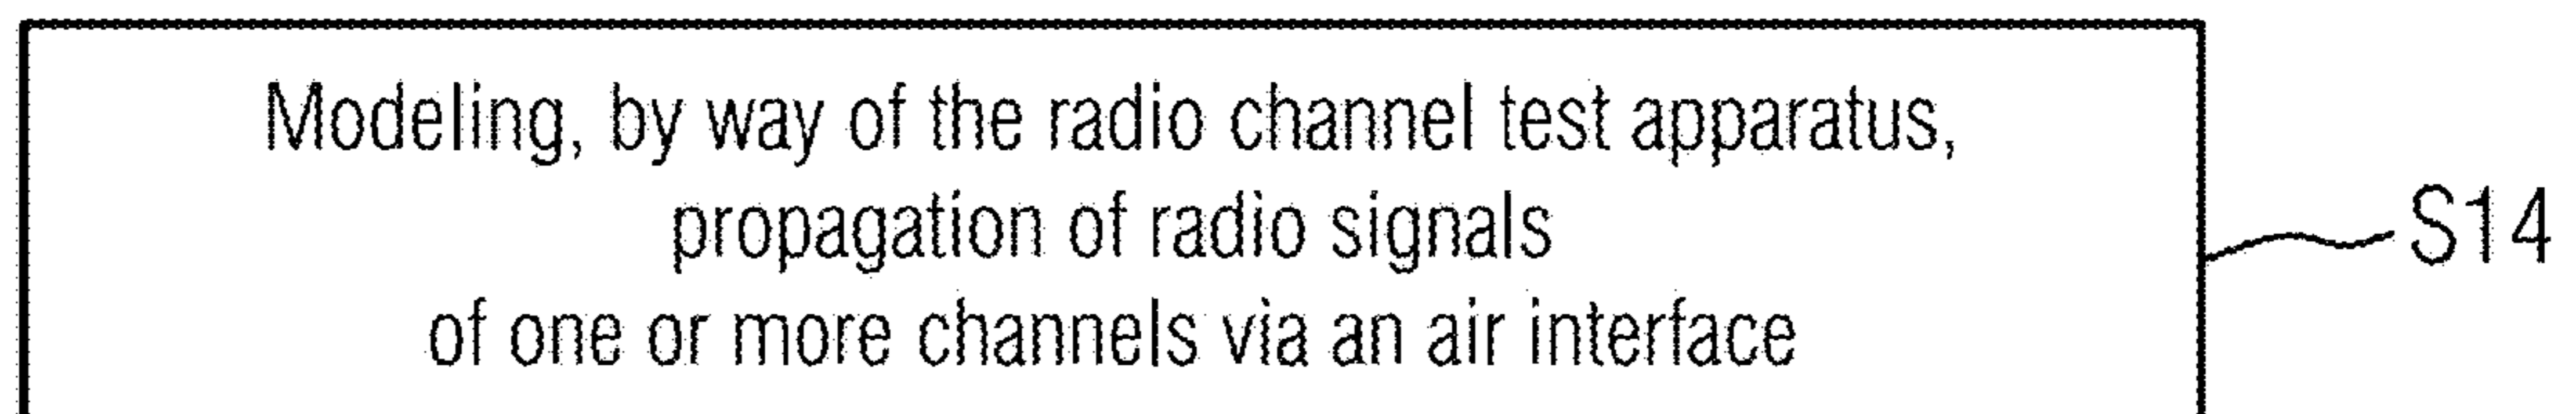 Modeling, by way of the radio channel test apparatus,
propagation of radio signals
of one or more channels via an air interface
S14